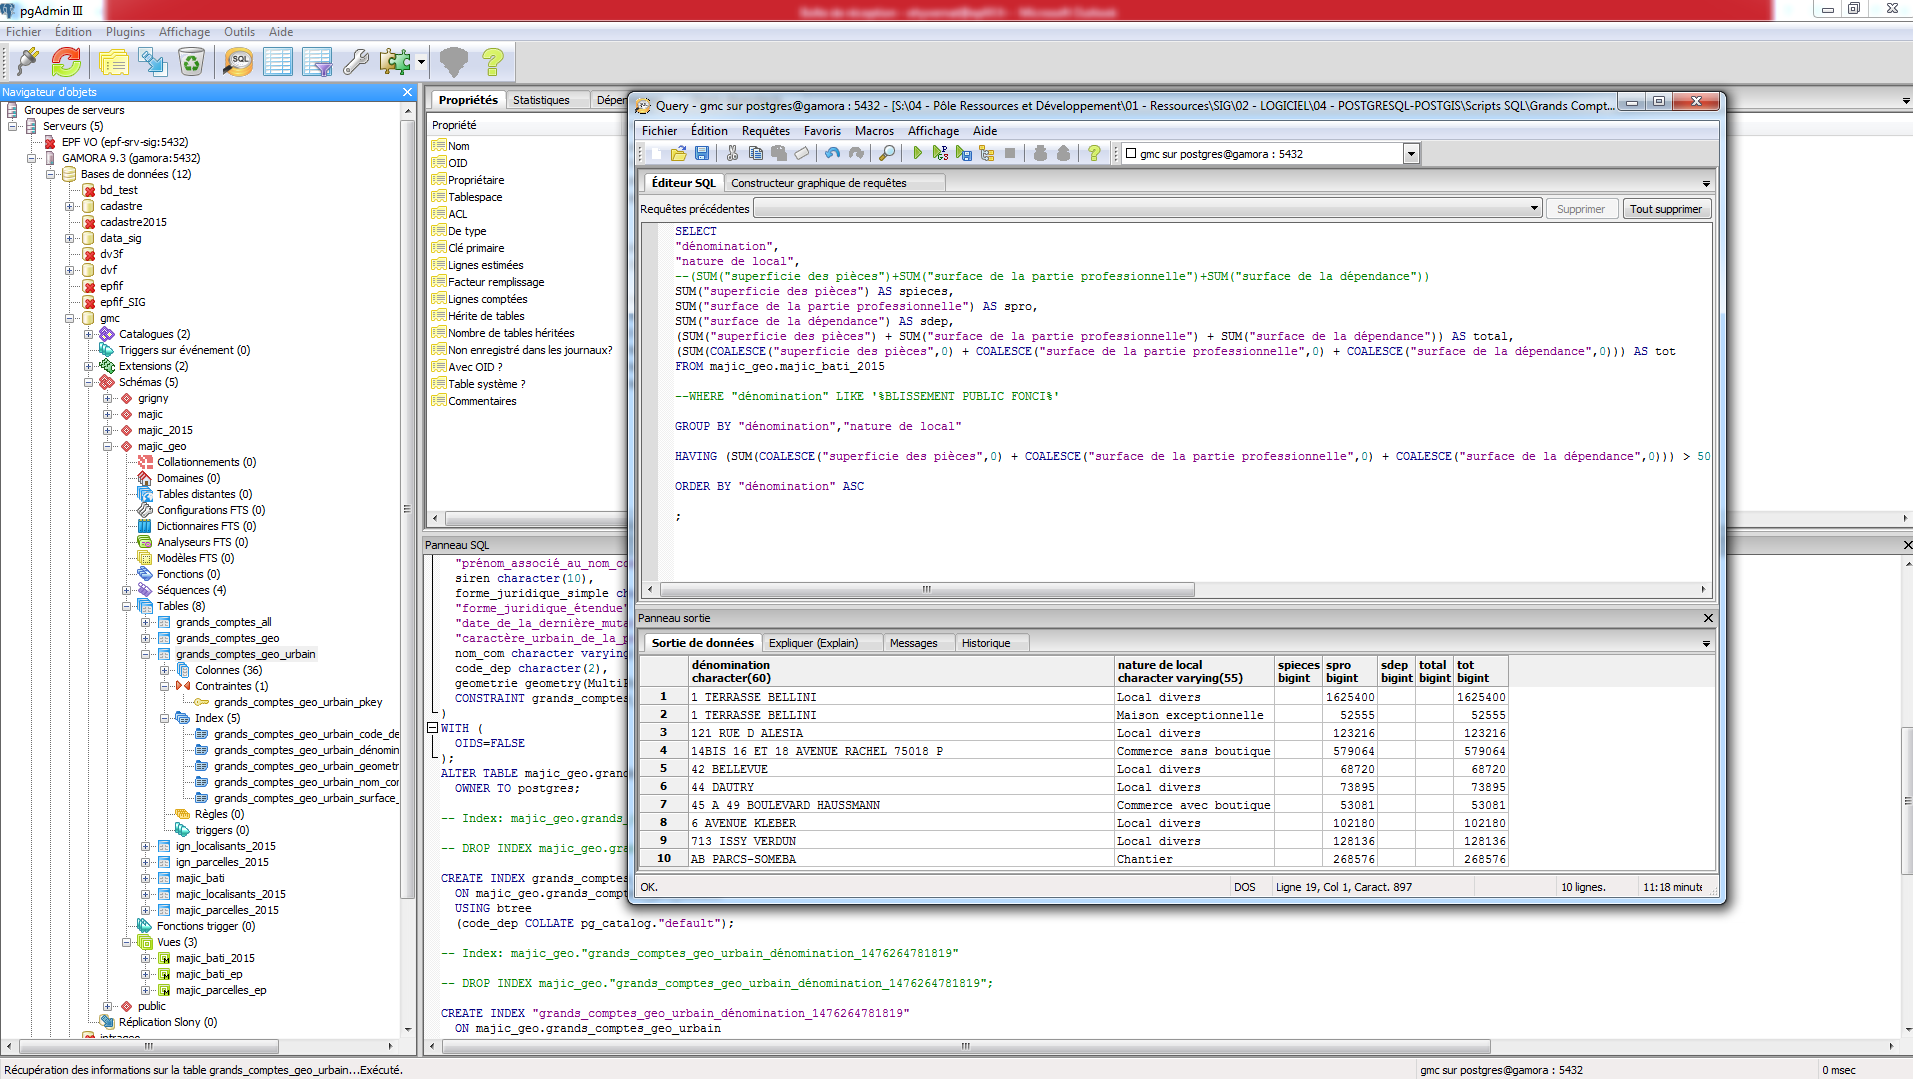 pgAdmin III
Fichier Édition Plugins Affichage Outils Aide
Navigateur d'objets
Groupes de serveurs
Serveurs (5)
EPF VO (epf-srv-sig:5432)
GAMORA 9.3 (gamora:5432)
Bases de données (12)
bd_test
cadastre
cadastre2015
data_sig
dv3f
dvf
epfif
epfif_SIG
gmc
Catalogues (2)
Triggers sur événement (0)
Extensions (2)
Schémas (5)
grigny
majic
majic_2015
majic_geo
Collationnements (0)
Domaines (0)
Tables distantes (0)
Configurations FTS (0)
Dictionnaires FTS (0)
Analyseurs FTS (0)
Modèles FTS (0)
Fonctions (0)
Séquences (4)
Tables (8)
grands_comptes_all
grands_comptes_geo
grands_comptes_geo_urbain
Colonnes (36)
Contraintes (1)
grands_comptes_geo_urbain_pkey
Index (5)
grands_comptes_geo_urbain_code_de
grands_comptes_geo_urbain_dénomin
grands_comptes_geo_urbain_geometr
grands_comptes_geo_urbain_nom_con
grands_comptes_geo_urbain_surface_
Règles (0)
triggers (0)
ign_localisants_2015
ign_parcelles_2015
majic_bati
majic_localisants_2015
majic_parcelles_2015
Fonctions trigger (0)
Vues (3)
majic_bati_2015
majic_bati_ep
majic_parcelles_ep
public
Réplication Slony (0)
Propriétés Statistiques Dépen
Propriété
Nom
OID
Propriétaire
Tablespace
ACL
De type
Clé primaire
Lignes estimées
Facteur remplissage
Lignes comptées
Hérite de tables
Nombre de tables héritées
Non enregistré dans les journaux?
Avec OID ?
Table système ?
Commentaires
Panneau SQL
"prénom_associé_au_nom_co
siren character(10),
forme_juridique_simple ch
"forme_juridique_étendue"
"date_de_la_dernière_muta
"caractère_urbain_de_la_p
nom_com character varying
code_dep character(2),
geometrie geometry(MultiP
CONSTRAINT grands_comptes
)
WITH (
OIDS=FALSE
);
ALTER TABLE majic_geo.grand
OWNER TO postgres;
-- Index: majic_geo.grands_
-- DROP INDEX majic_geo.gra
CREATE INDEX grands_comptes
ON majic_geo.grands_compt
USING btree
(code_dep COLLATE pg_catalog."default");
-- Index: majic_geo."grands_comptes_geo_urbain_dénomination_1476264781819"
-- DROP INDEX majic_geo."grands_comptes_geo_urbain_dénomination_1476264781819";
CREATE INDEX "grands_comptes_geo_urbain_dénomination_1476264781819"
ON majic_geo.grands_comptes_geo_urbain
Query - gmc sur postgres@gamora : 5432 - [S:\04 - Pôle Ressources et Développement\01 - Ressources\SIG\02 - LOGICIEL\04 - POSTGRESQL-POSTGIS\Scripts SQL\Grands Compt...
Fichier Édition Requêtes Favoris Macros Affichage Aide
gmc sur postgres@gamora : 5432
Éditeur SQL Constructeur graphique de requêtes
Requêtes précédentes Supprimer Tout supprimer
SELECT
"dénomination",
"nature de local",
--(SUM("superficie des pièces")+SUM("surface de la partie professionnelle")+SUM("surface de la dépendance"))
SUM("superficie des pièces") AS spieces,
SUM("surface de la partie professionnelle") AS spro,
SUM("surface de la dépendance") AS sdep,
(SUM("superficie des pièces") + SUM("surface de la partie professionnelle") + SUM("surface de la dépendance")) AS total,
(SUM(COALESCE("superficie des pièces",0) + COALESCE("surface de la partie professionnelle",0) + COALESCE("surface de la dépendance",0))) AS tot
FROM majic_geo.majic_bati_2015
--WHERE "dénomination" LIKE '%BLISSEMENT PUBLIC FONCI%'
GROUP BY "dénomination","nature de local"
HAVING (SUM(COALESCE("superficie des pièces",0) + COALESCE("surface de la partie professionnelle",0) + COALESCE("surface de la dépendance",0))) > 50
ORDER BY "dénomination" ASC
;
Panneau sortie
Sortie de données Expliquer (Explain) Messages Historique
dénomination nature de local spieces spro sdep total tot
character(60) character varying(55) bigint bigint bigint bigint bigint
1 1 TERRASSE BELLINI Local divers 1625400 1625400
2 1 TERRASSE BELLINI Maison exceptionnelle 52555 52555
3 121 RUE D ALESIA Local divers 123216 123216
4 14BIS 16 ET 18 AVENUE RACHEL 75018 P Commerce sans boutique 579064 579064
5 42 BELLEVUE Local divers 68720 68720
6 44 DAUTRY Local divers 73895 73895
7 45 A 49 BOULEVARD HAUSSMANN Commerce avec boutique 53081 53081
8 6 AVENUE KLEBER Local divers 102180 102180
9 713 ISSY VERDUN Local divers 128136 128136
10 AB PARCS-SOMEBA Chantier 268576 268576
OK. DOS Ligne 19, Col 1, Caract. 897 10 lignes. 11:18 minute
Récupération des informations sur la table grands_comptes_geo_urbain...Exécuté. gmc sur postgres@gamora : 5432 0 msec